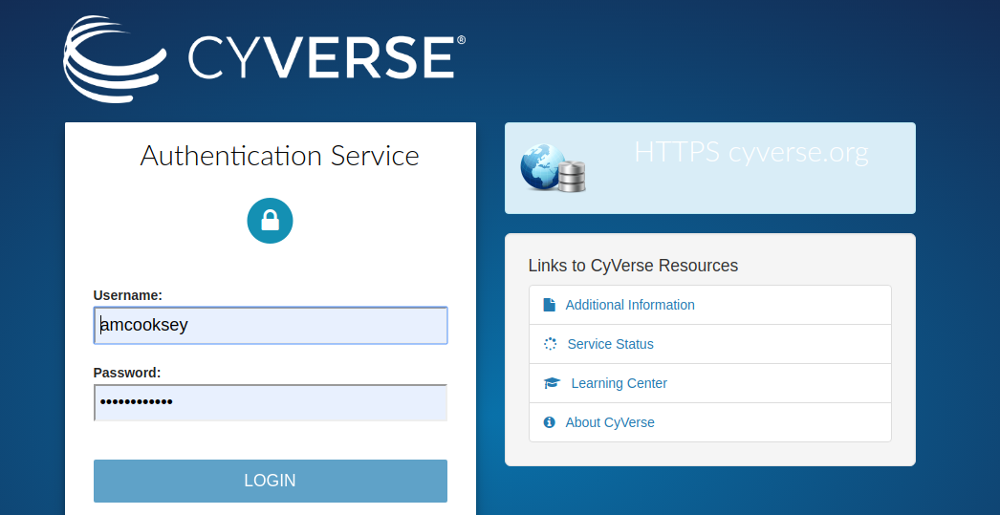 CYVERSE®
Authentication Service
Username:
amcooksey
Password:
••••••••••••
LOGIN
HTTPS cyverse.org
Links to CyVerse Resources
Additional Information
Service Status
Learning Center
About CyVerse